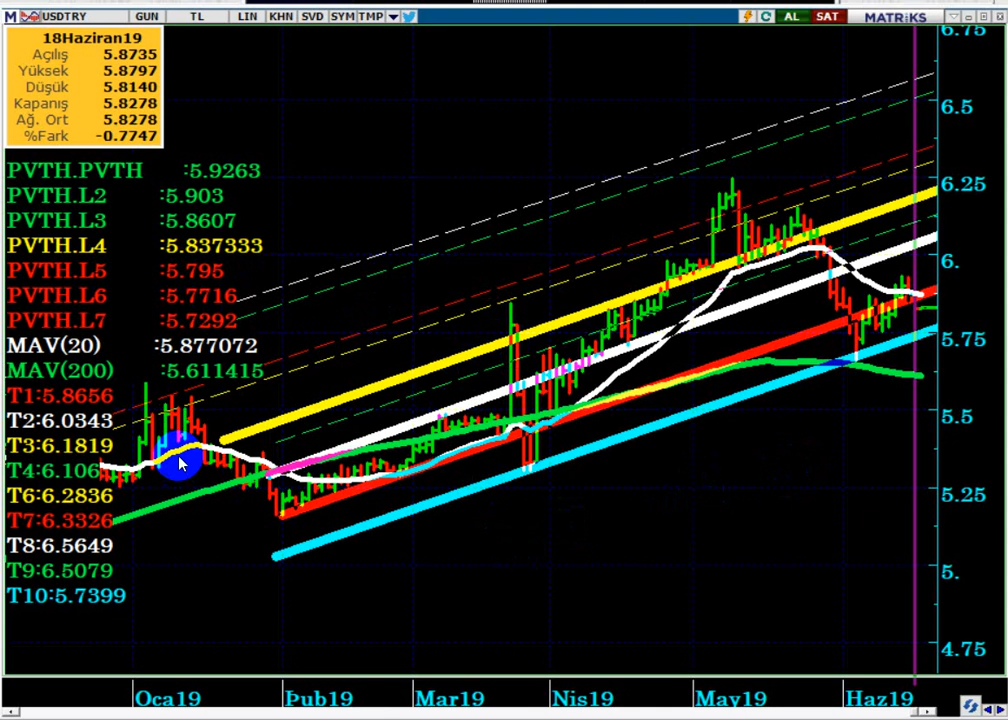 M USDTRY GUN TL LIN KHN SVD SYM TMP AL SAT MATRiKS
18Haziran19
Açılış 5.8735
Yüksek 5.8797
Düşük 5.8140
Kapanış 5.8278
Ağ. Ort 5.8278
%Fark -0.7747
PVTH.PVTH :5.9263
PVTH.L2 :5.903
PVTH.L3 :5.8607
PVTH.L4 :5.837333
PVTH.L5 :5.795
PVTH.L6 :5.7716
PVTH.L7 :5.7292
MAV(20) :5.877072
MAV(200) :5.611415
T1:5.8656
T2:6.0343
T3:6.1819
T4:6.106
T6:6.2836
T7:6.3326
T8:6.5649
T9:6.5079
T10:5.7399
6.75
6.5
6.25
6.
5.75
5.5
5.25
5.
4.75
Oca19 Şub19 Mar19 Nis19 May19 Haz19